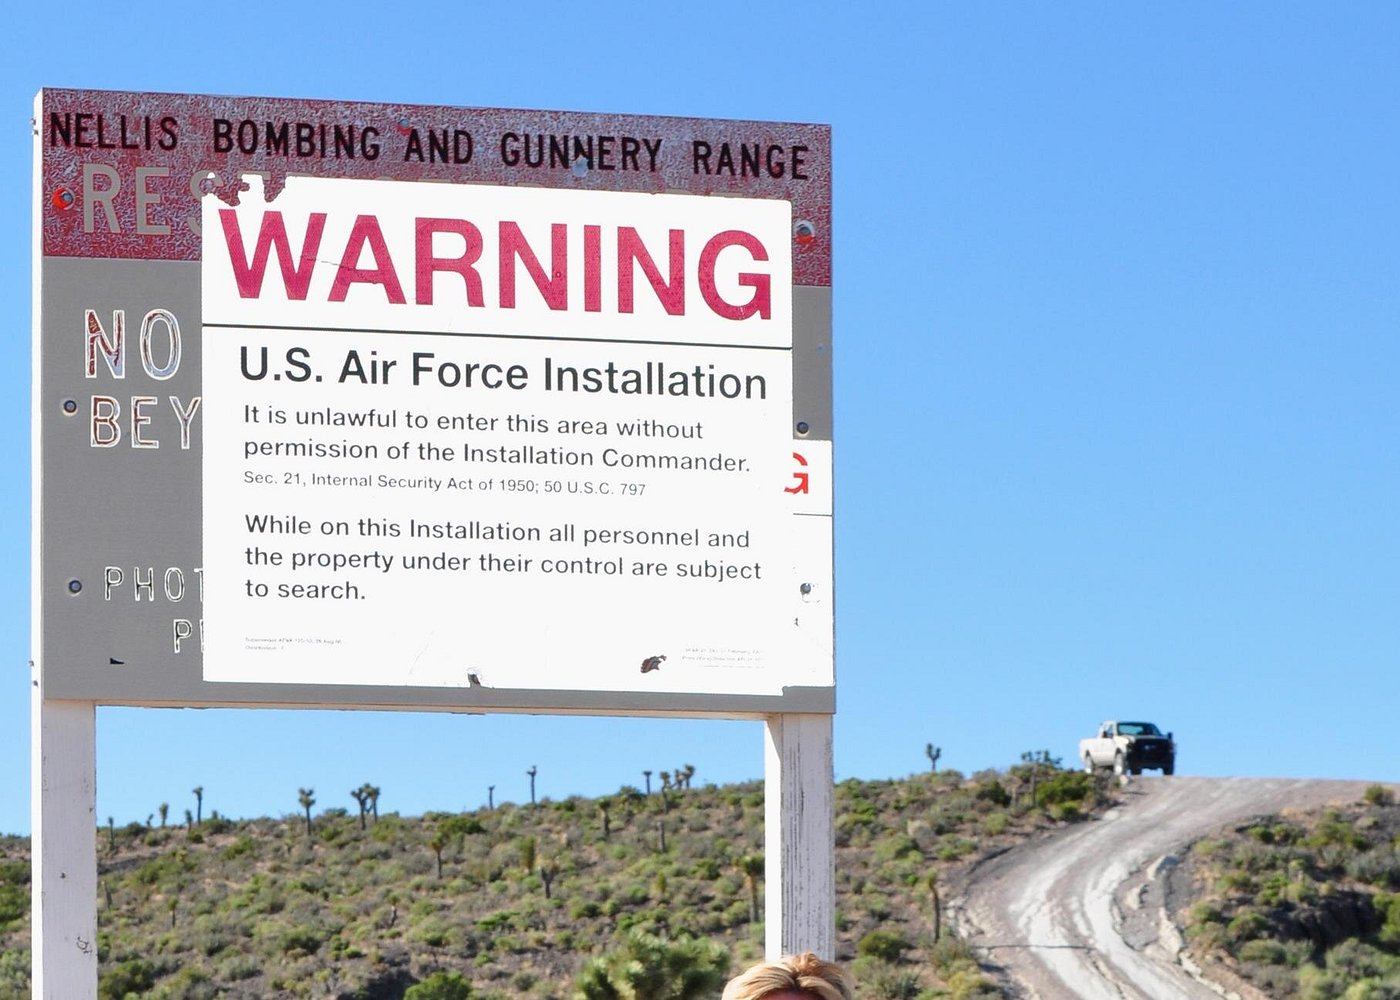 NELLIS BOMBING AND GUNNERY RANGE
RES
WARNING
NO
U.S. Air Force Installation
BEY
It is unlawful to enter this area without
permission of the Installation Commander.
G
Sec. 21, Internal Security Act of 1950; 50 U.S.C. 797
While on this Installation all personnel and
the property under their control are subject
to search.
PHOT